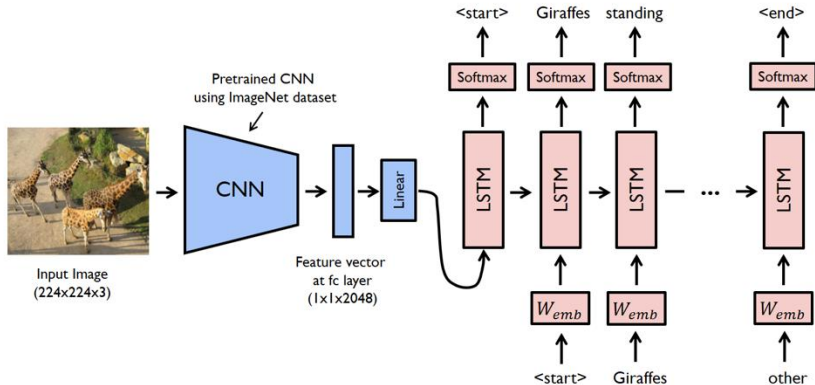 <start> Giraffes standing <end>
Softmax Softmax Softmax Softmax
Pretrained CNN
using ImageNet dataset
CNN
Linear
LSTM LSTM LSTM ... LSTM
Input Image
(224x224x3)
Feature vector
at fc layer
(1x1x2048)
W_emb W_emb W_emb
<start> Giraffes other